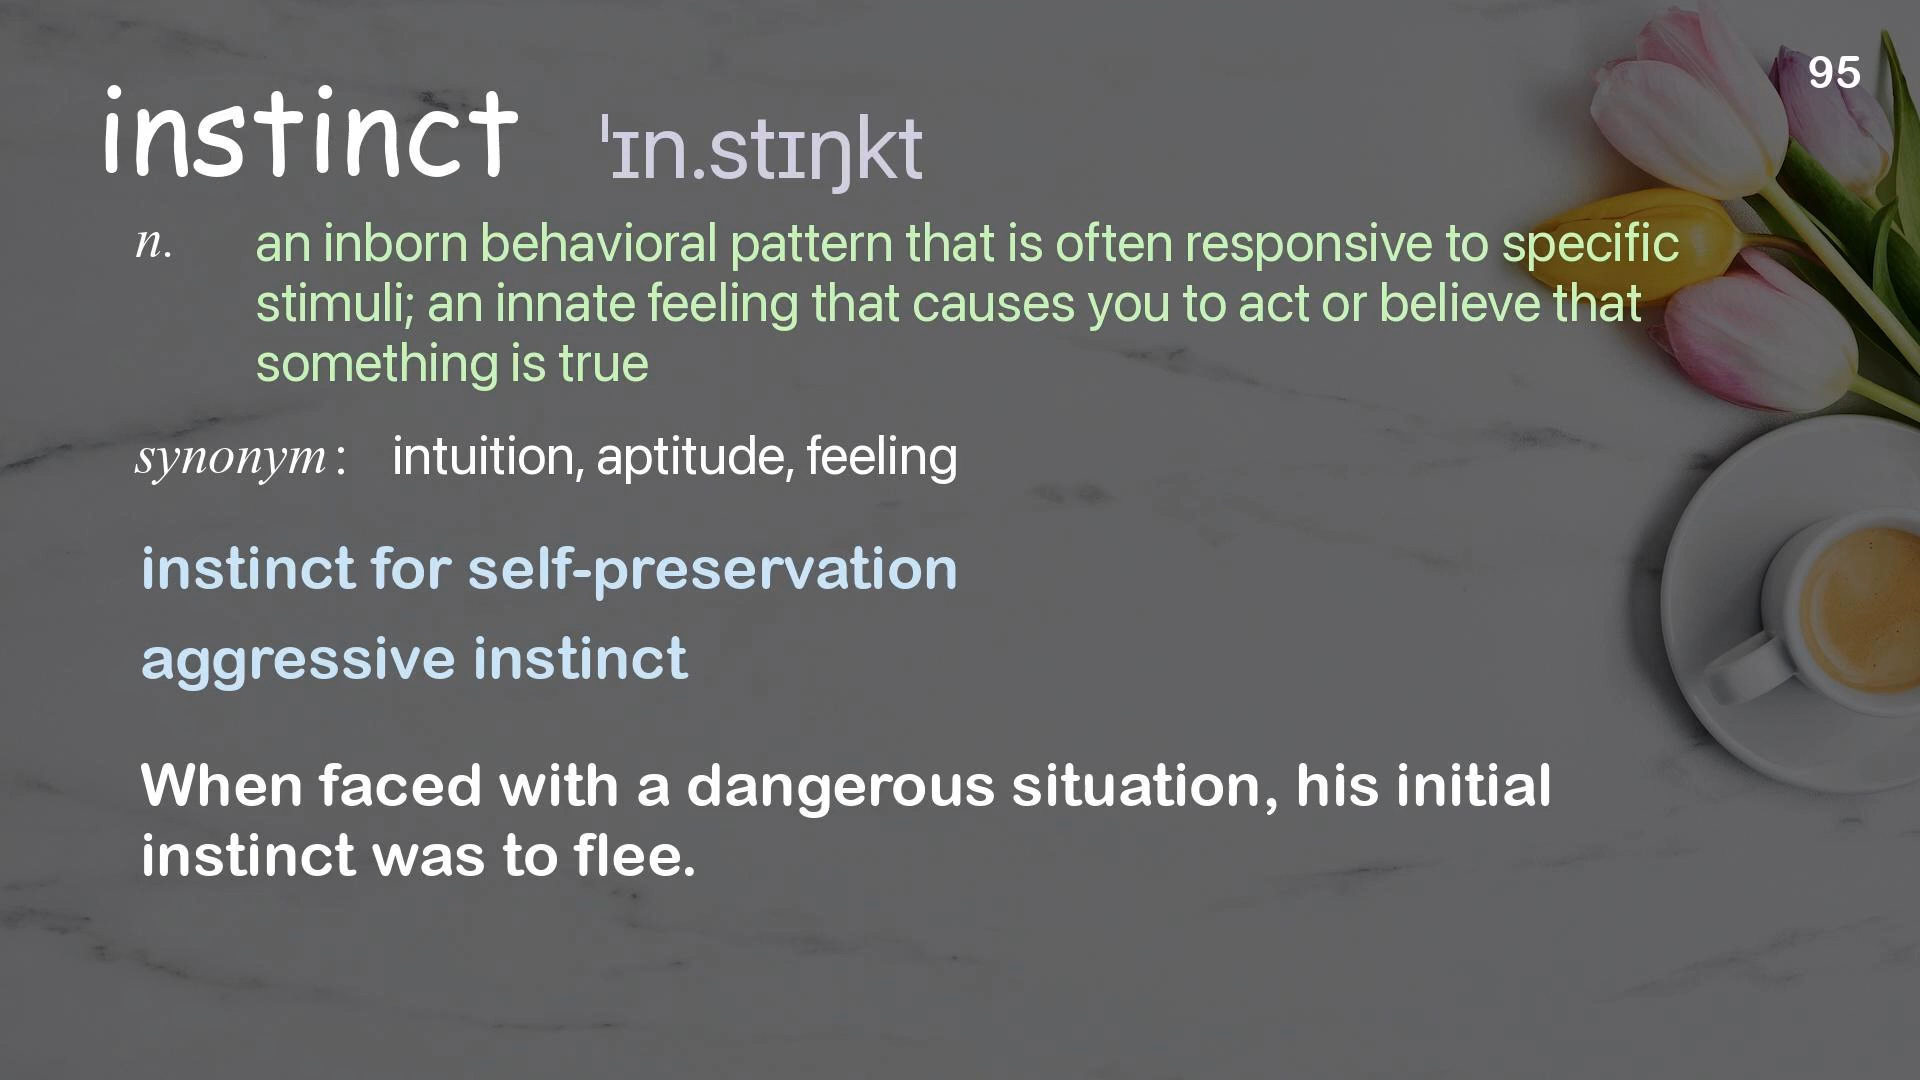 95
instinct ˈɪn.stɪŋkt
n. an inborn behavioral pattern that is often responsive to specific
stimuli; an innate feeling that causes you to act or believe that
something is true
synonym : intuition, aptitude, feeling
instinct for self-preservation
aggressive instinct
When faced with a dangerous situation, his initial
instinct was to flee.